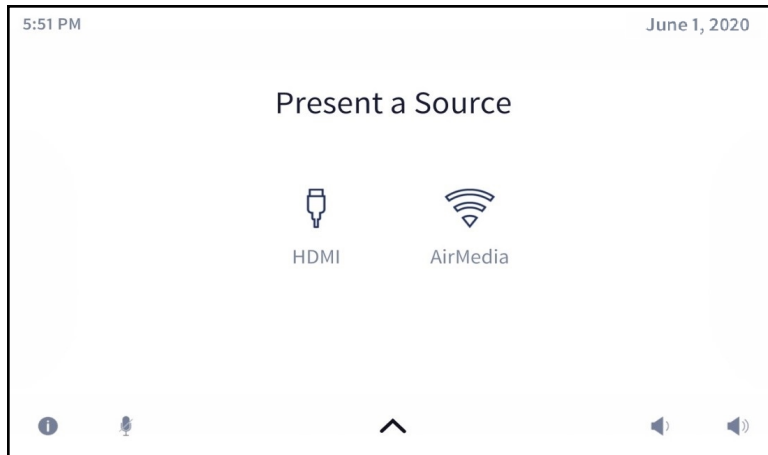 5:51 PM
June 1, 2020
Present a Source
HDMI
AirMedia